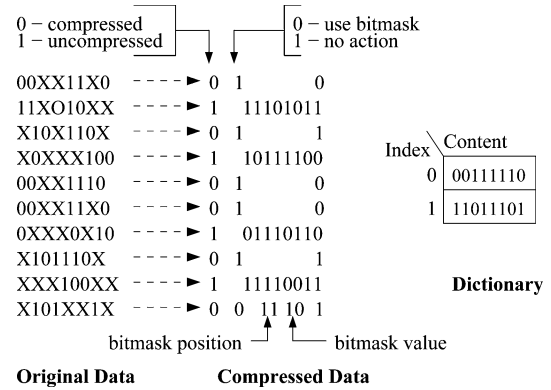 0 – compressed
1 – uncompressed
0 – use bitmask
1 – no action
00XX11X0 0 1 0
11XO10XX 1 11101011
X10X110X 0 1 1
X0XXX100 1 10111100
00XX1110 0 1 0
00XX11X0 0 1 0
0XXX0X10 1 01110110
X101110X 0 1 1
XXX100XX 1 11110011
X101XX1X 0 0 11 10 1
bitmask position
bitmask value
Original Data
Compressed Data
Index Content
0 00111110
1 11011101
Dictionary